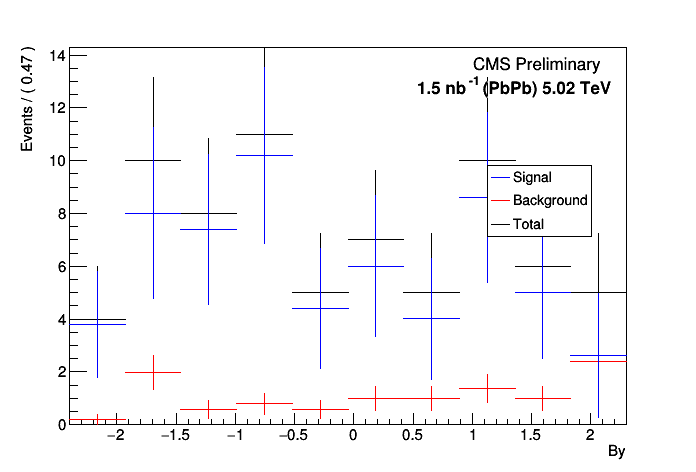 CMS Preliminary
1.5 nb⁻¹ (PbPb) 5.02 TeV
Events / ( 0.47 )
14
12
10
8
6
4
2
0
Signal
Background
Total
−2 −1.5 −1 −0.5 0 0.5 1 1.5 2
By